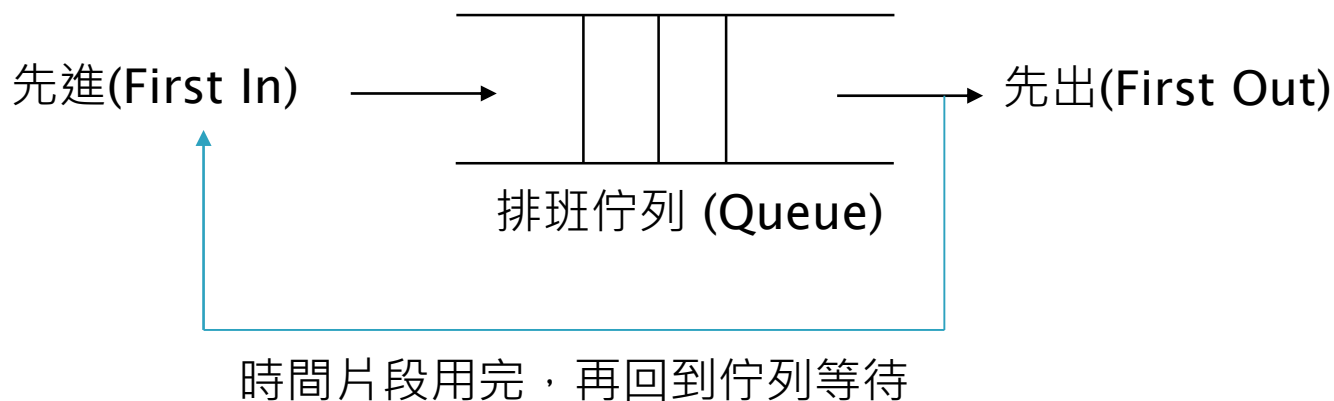 先進(First In)
先出(First Out)
排班佇列 (Queue)
時間片段用完，再回到佇列等待